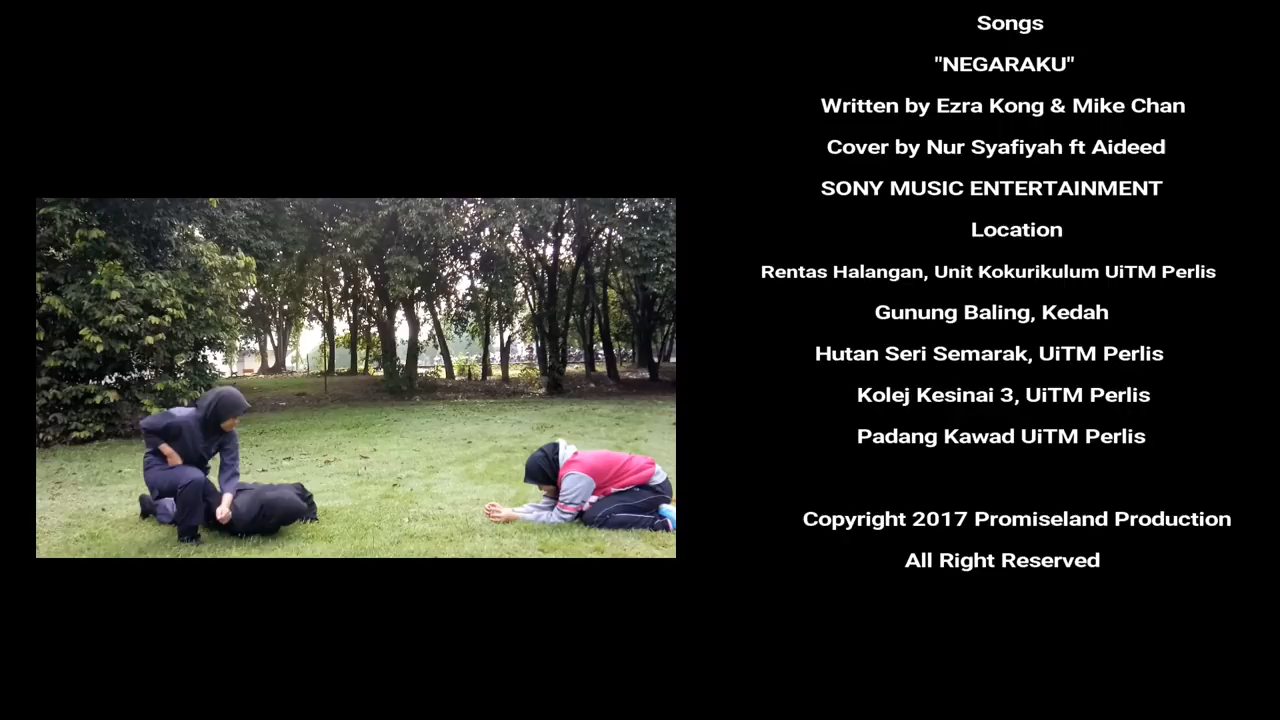 Songs
"NEGARAKU"
Written by Ezra Kong & Mike Chan
Cover by Nur Syafiyah ft Aideed
SONY MUSIC ENTERTAINMENT
Location
Rentas Halangan, Unit Kokurikulum UiTM Perlis
Gunung Baling, Kedah
Hutan Seri Semarak, UiTM Perlis
Kolej Kesinai 3, UiTM Perlis
Padang Kawad UiTM Perlis
Copyright 2017 Promiseland Production
All Right Reserved